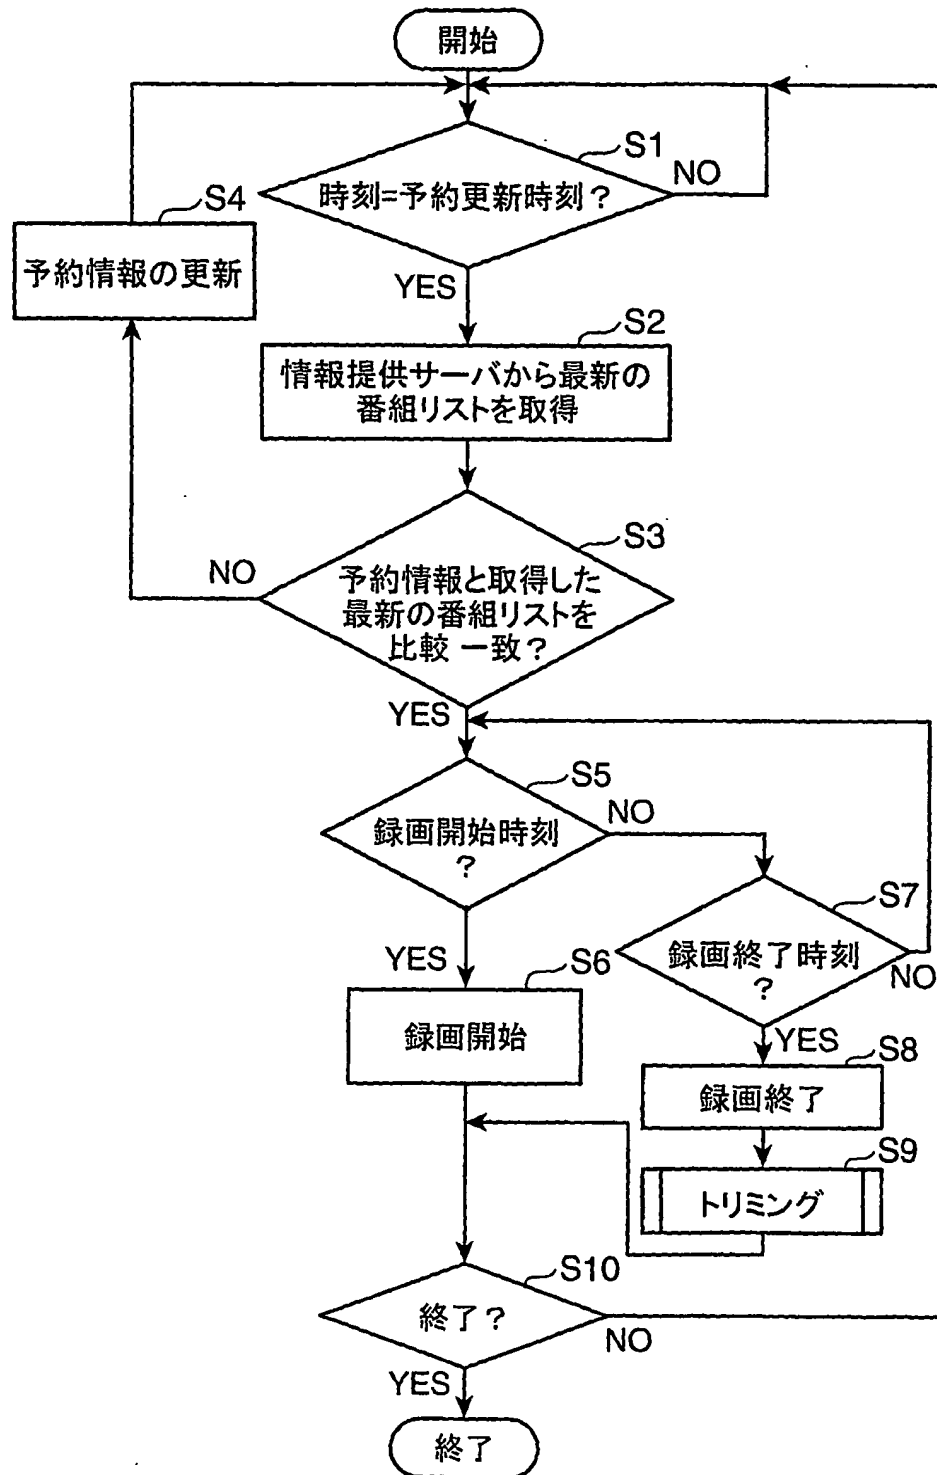 開始
S1
時刻=予約更新時刻?
NO
S4
予約情報の更新
YES
S2
情報提供サーバから最新の
番組リストを取得
S3
NO
予約情報と取得した
最新の番組リストを
比較 一致?
YES
S5
録画開始時刻
?
NO
S7
録画終了時刻
?
NO
YES
S6
録画開始
YES
S8
録画終了
S9
トリミング
S10
終了?
NO
YES
終了